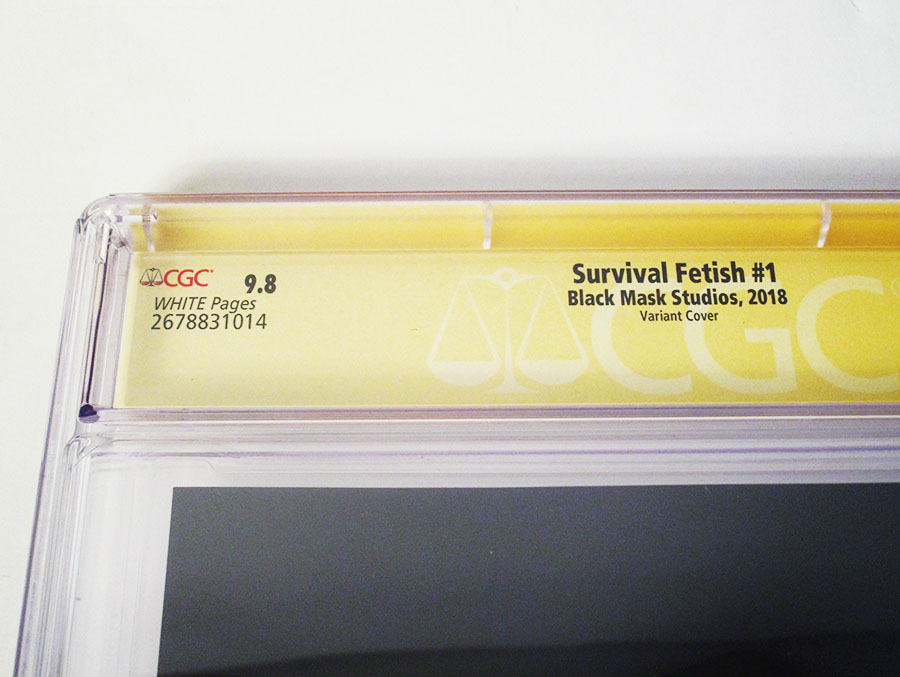 CGC® 9.8
WHITE Pages
2678831014
Survival Fetish #1
Black Mask Studios, 2018
Variant Cover
CGC